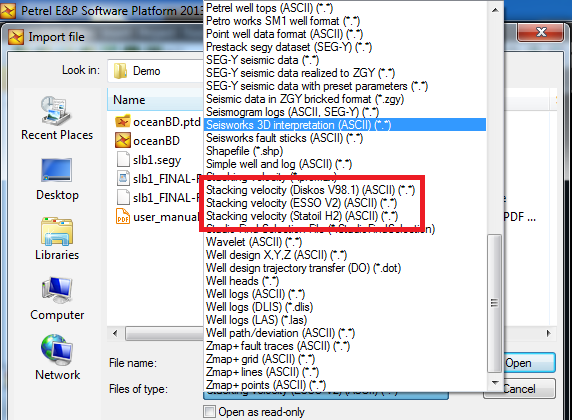 Petrel E&P Software Platform 2013
Import file
Look in:
Demo
Recent Places
Desktop
Libraries
Computer
Network
Name
oceanBD.ptd
oceanBD
slb1.segy
slb1_FINAL-F
slb1_FINAL-F
user_manual
PDF ...
Petrel well tops (ASCII) (*.*)
Petro works SM1 well format (*.*)
Point well data format (ASCII) (*.*)
Prestack segy dataset (SEG-Y) (*.*)
SEG-Y seismic data (*.*)
SEG-Y seismic data realized to ZGY (*.*)
SEG-Y seismic data with preset parameters (*.*)
Seismic data in ZGY bricked format (*.zgy)
Seismogram logs (ASCII, SEG-Y) (*.*)
Seisworks 3D interpretation (ASCII) (*.*)
Seisworks fault sticks (ASCII) (*.*)
Shapefile (*.shp)
Simple well and log (ASCII) (*.*)
Stacking velocity
Stacking velocity (Diskos V98.1) (ASCII) (*.*)
Stacking velocity (ESSO V2) (ASCII) (*.*)
Stacking velocity (Statoil H2) (ASCII) (*.*)
Studio Find Selection File (*.StudioFindSelection)
Wavelet (ASCII) (*.*)
Well design X,Y,Z (ASCII) (*.*)
Well design trajectory transfer (DO) (*.dot)
Well heads (*.*)
Well logs (ASCII) (*.*)
Well logs (DLIS) (*.dlis)
Well logs (LAS) (*.las)
Well path/deviation (ASCII) (*.*)
Zmap+ fault traces (ASCII) (*.*)
Zmap+ grid (ASCII) (*.*)
Zmap+ lines (ASCII) (*.*)
Zmap+ points (ASCII) (*.*)
File name:
Open
Files of type:
Stacking velocity (ESSO V2) (ASCII) (*.*)
Cancel
Open as read-only